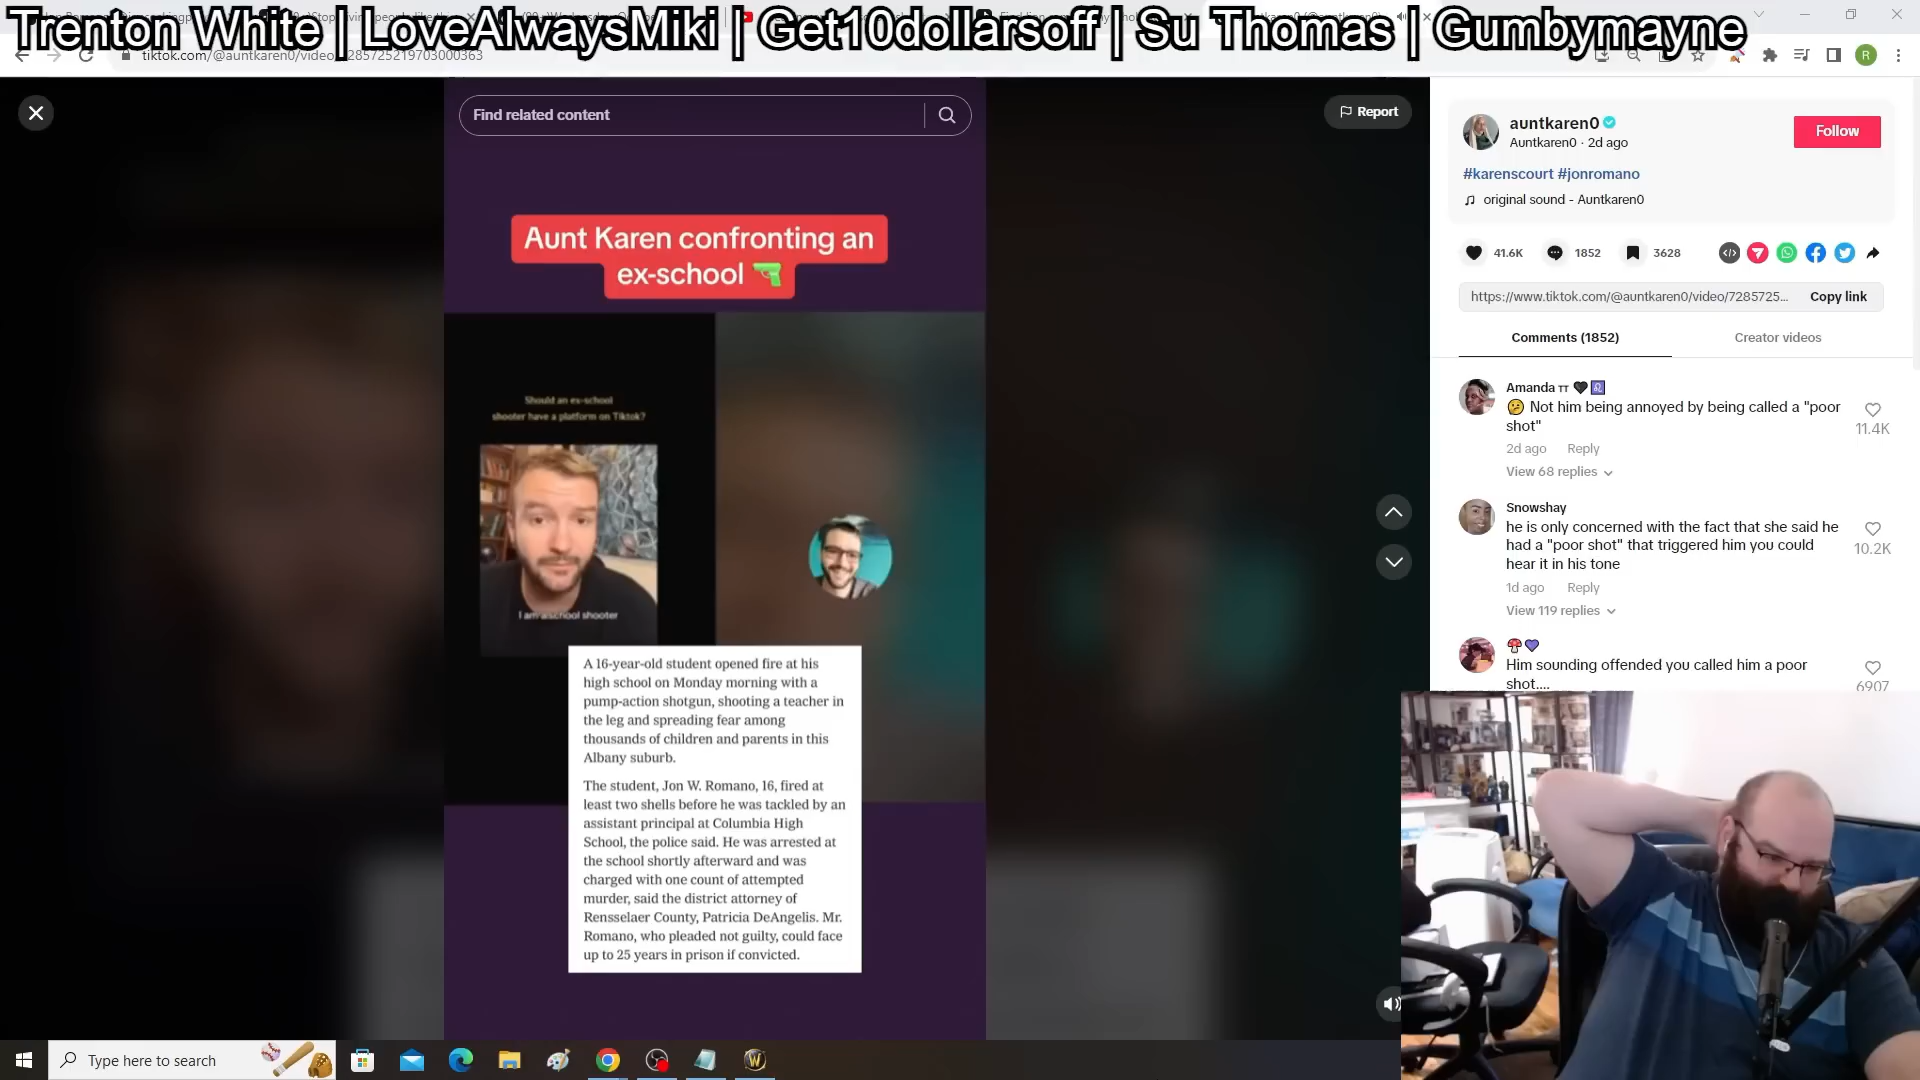 Trenton White | LoveAlwaysMiki | Get10dollarsoff | Su Thomas | Gumbymayne
Find related content
Report
Aunt Karen confronting an
ex-school
Should an ex-school
shooter have a platform on Tiktok?
I am a school shooter
A 16-year-old student opened fire at his
high school on Monday morning with a
pump-action shotgun, shooting a teacher in
the leg and spreading fear among
thousands of children and parents in this
Albany suburb.
The student, Jon W. Romano, 16, fired at
least two shells before he was tackled by an
assistant principal at Columbia High
School, the police said. He was arrested at
the school shortly afterward and was
charged with one count of attempted
murder, said the district attorney of
Rensselaer County, Patricia DeAngelis. Mr.
Romano, who pleaded not guilty, could face
up to 25 years in prison if convicted.
auntkaren0
Auntkaren0 · 2d ago
Follow
#karenscourt #jonromano
original sound - Auntkaren0
41.6K
1852
3628
https://www.tiktok.com/@auntkaren0/video/7285725...
Copy link
Comments (1852)
Creator videos
Amanda
Not him being annoyed by being called a "poor
shot"
11.4K
2d ago Reply
View 68 replies
Snowshay
he is only concerned with the fact that she said he
had a "poor shot" that triggered him you could
hear it in his tone
10.2K
1d ago Reply
View 119 replies
Him sounding offended you called him a poor
shot....
6907
Type here to search